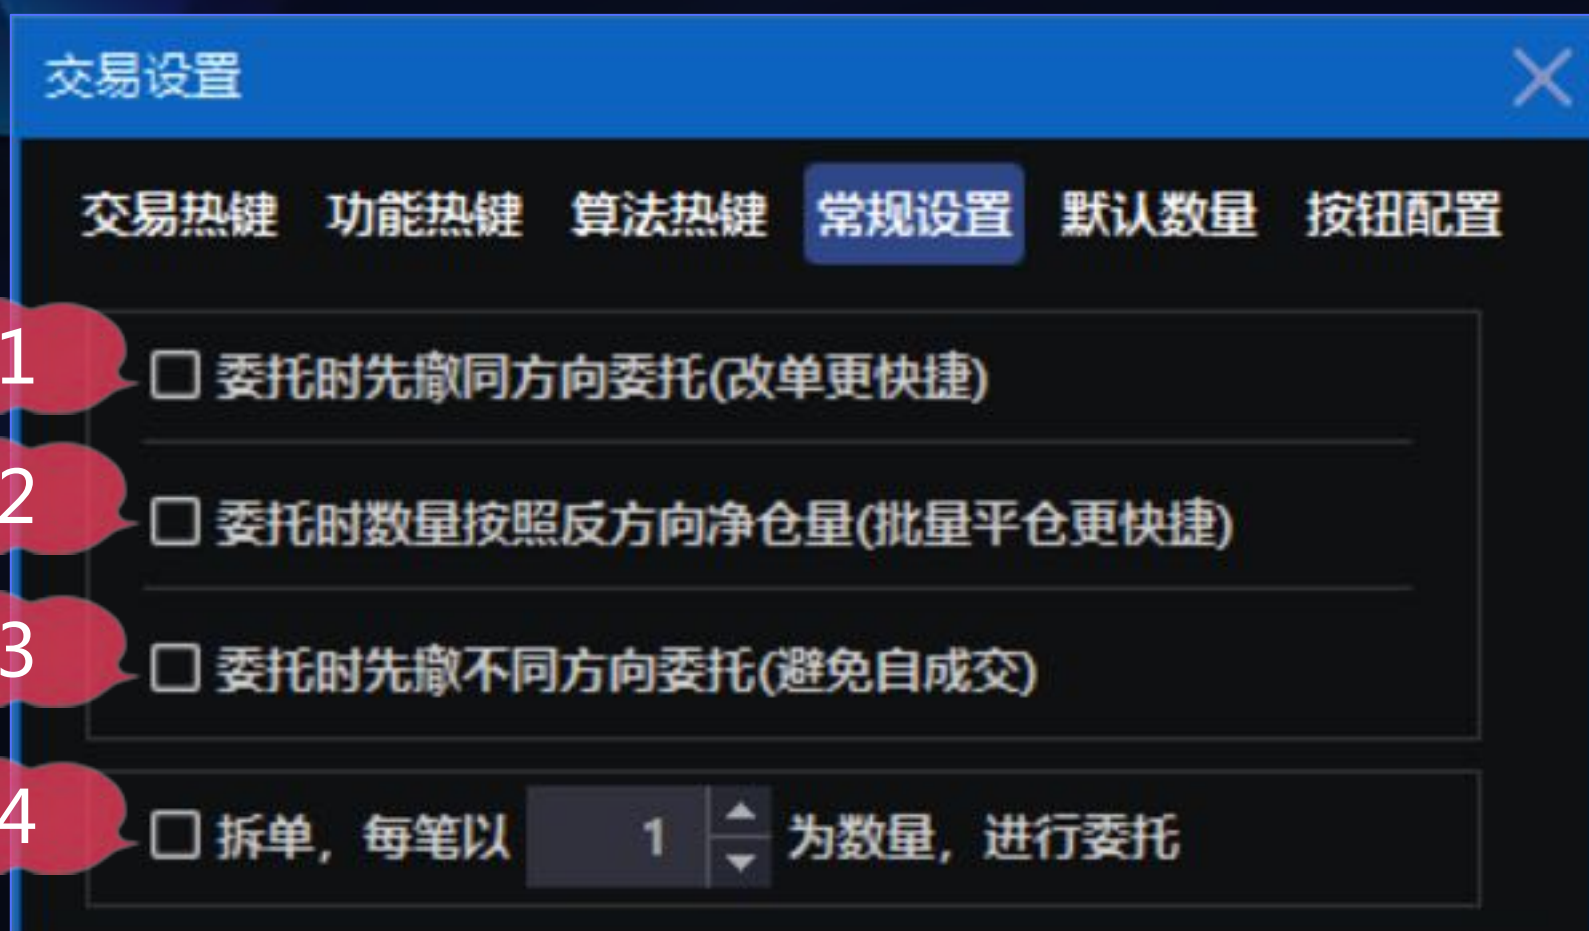 交易设置
交易热键 功能热键 算法热键 常规设置 默认数量 按钮配置
1 委托时先撤同方向委托(改单更快捷)
2 委托时数量按照反方向净仓量(批量平仓更快捷)
3 委托时先撤不同方向委托(避免自成交)
4 拆单，每笔以 1 为数量，进行委托